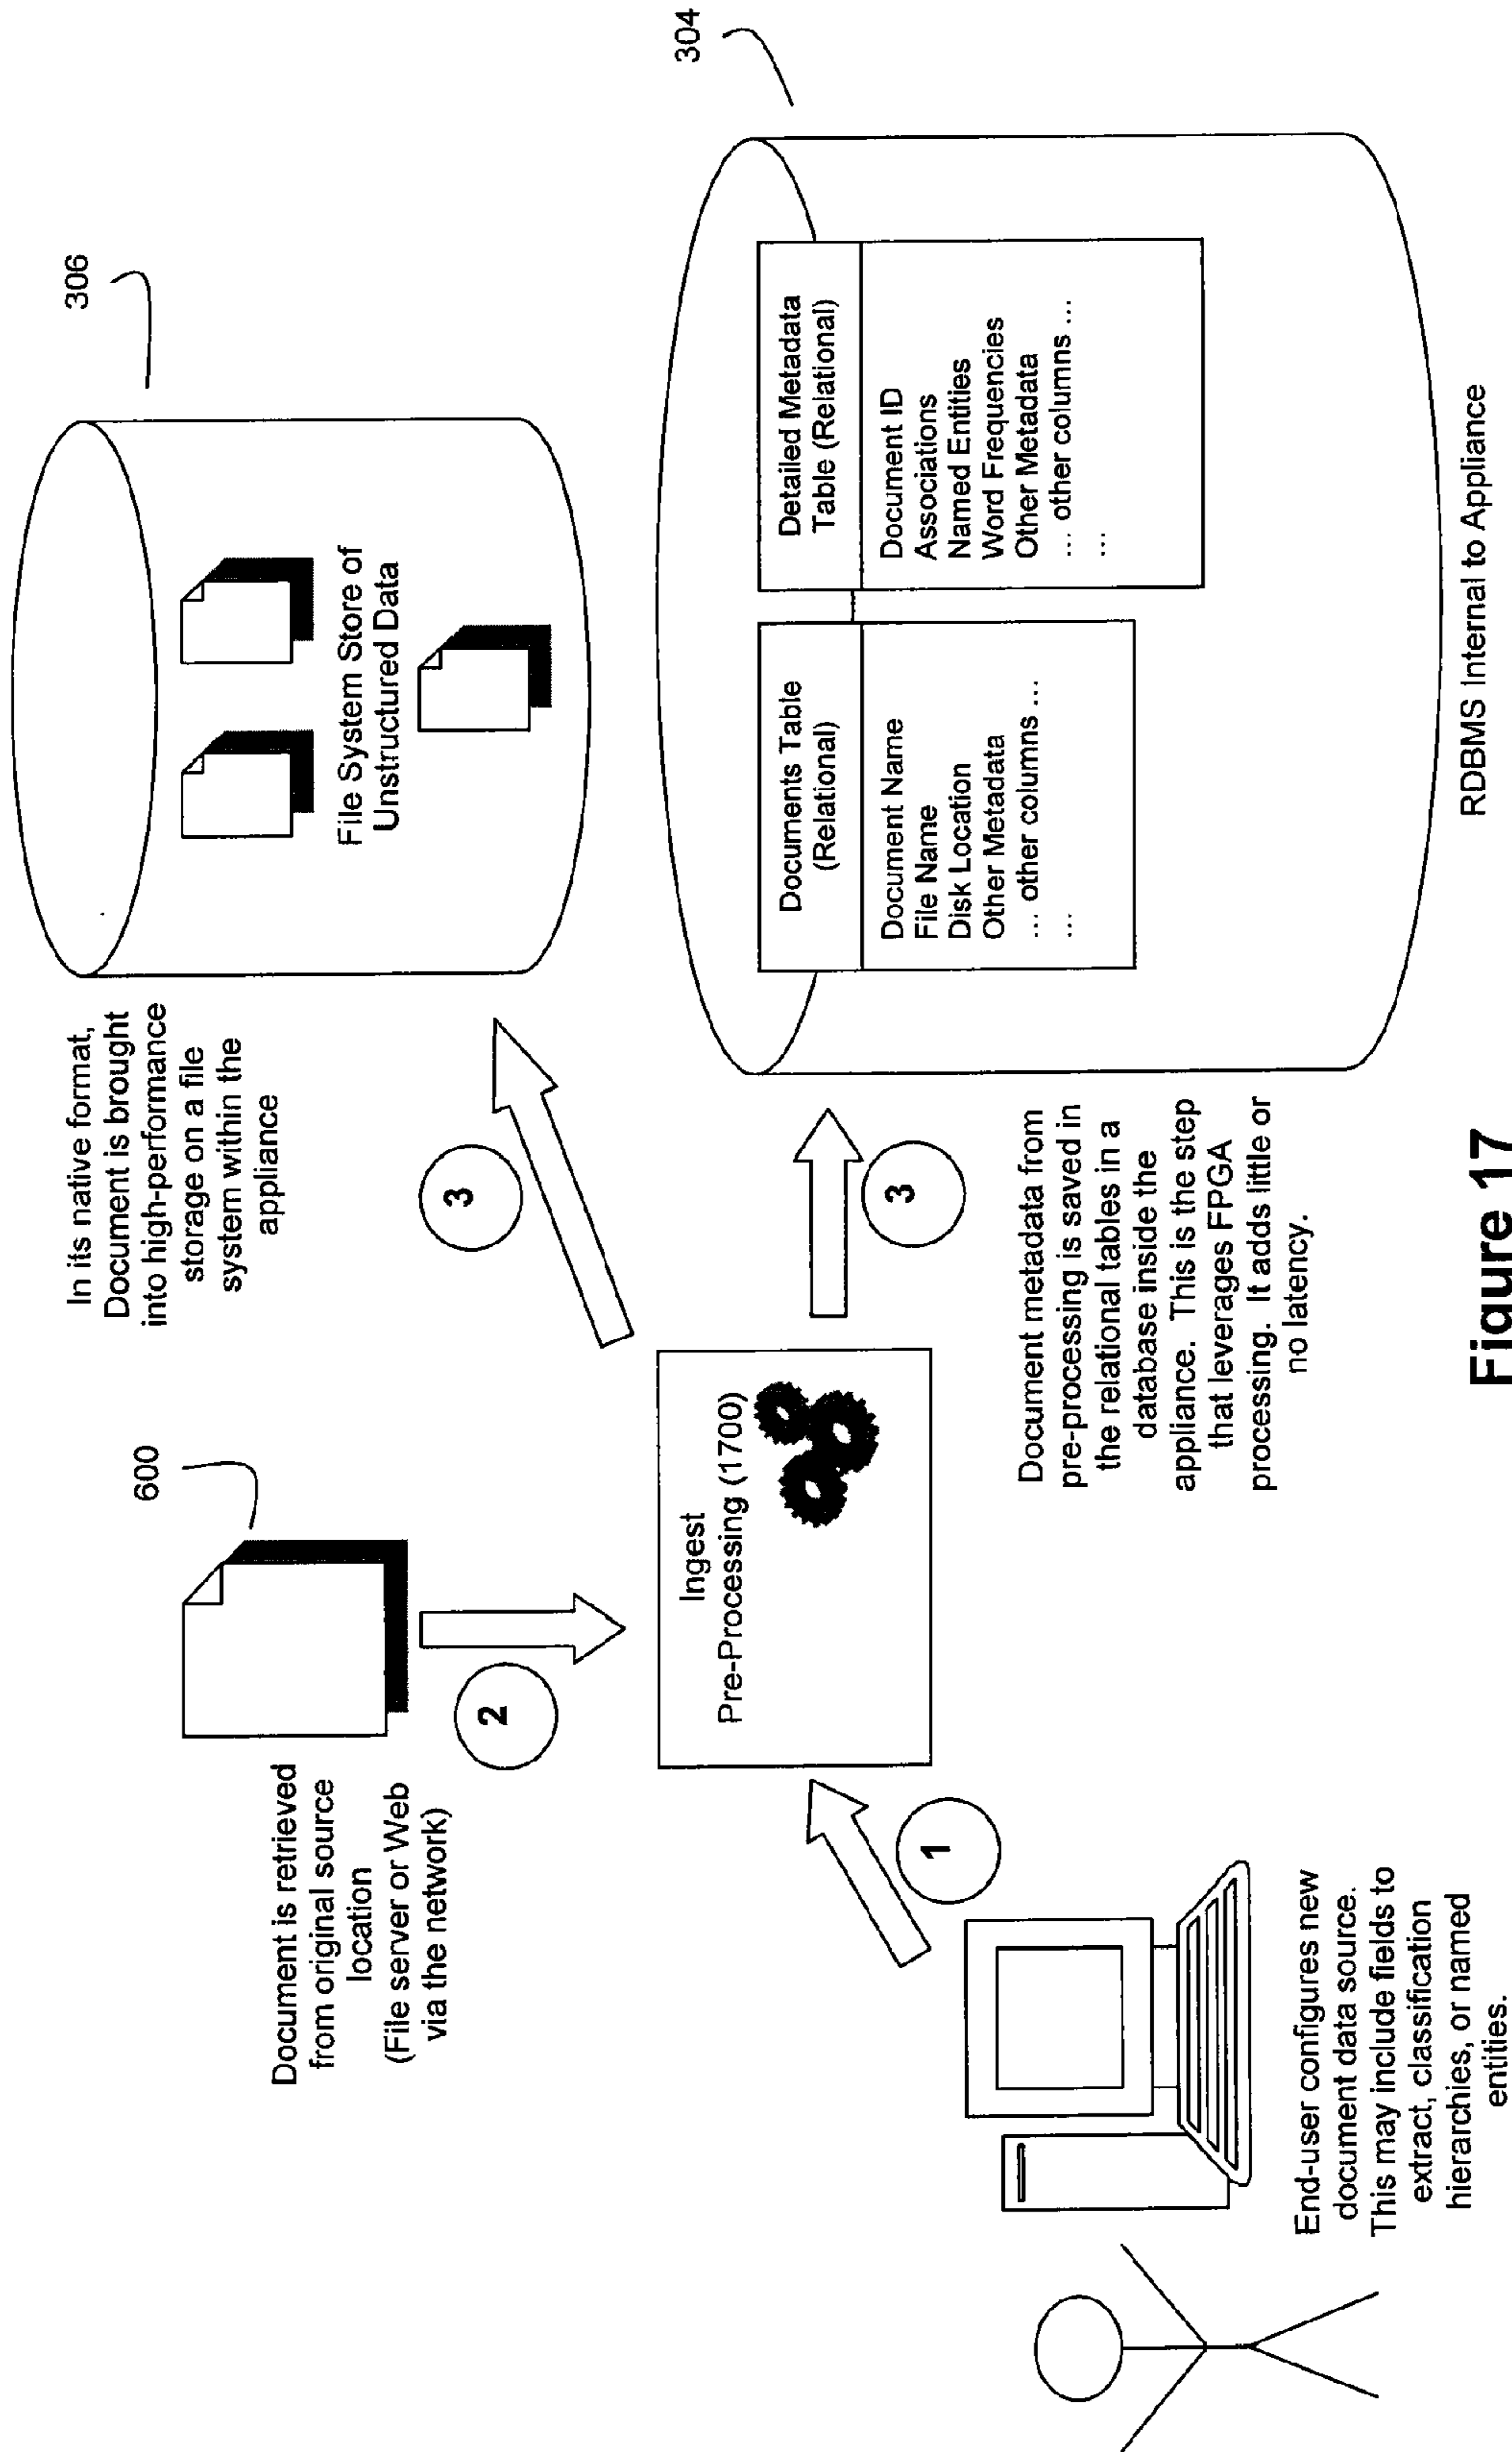 600
Document is retrieved
from original source
location
(File server or Web
via the network)
2
In its native format,
Document is brought
into high-performance
storage on a file
system within the
appliance
3
306
File System Store of
Unstructured Data
Ingest
Pre-Processing (1700)
1
End-user configures new
document data source.
This may include fields to
extract, classification
hierarchies, or named
entities.
3
Document metadata from
pre-processing is saved in
the relational tables in a
database inside the
appliance. This is the step
that leverages FPGA
processing. It adds little or
no latency.
304
Documents Table
(Relational)
Document Name
File Name
Disk Location
Other Metadata
... other columns ...
...
Detailed Metadata
Table (Relational)
Document ID
Associations
Named Entities
Word Frequencies
Other Metadata
... other columns ...
...
RDBMS Internal to Appliance
Figure 17